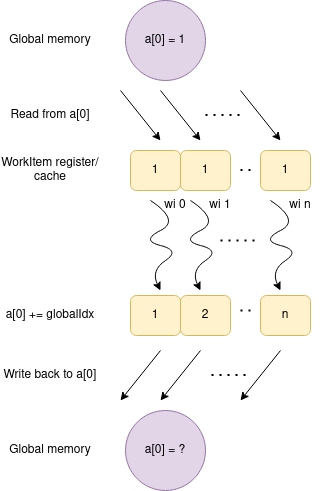 Global memory
a[0] = 1
Read from a[0]
WorkItem register/
cache
1
1
1
wi 0
wi 1
wi n
a[0] += globalIdx
1
2
n
Write back to a[0]
Global memory
a[0] = ?